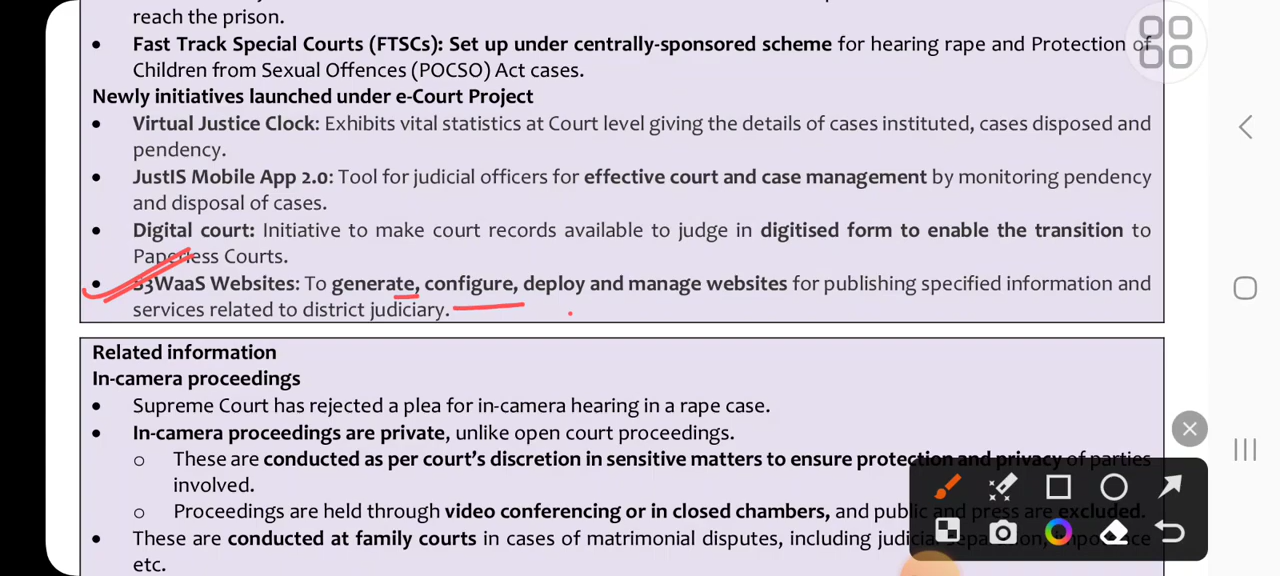 reach the prison.
• Fast Track Special Courts (FTSCs): Set up under centrally-sponsored scheme for hearing rape and Protection of
Children from Sexual Offences (POCSO) Act cases.
Newly initiatives launched under e-Court Project
• Virtual Justice Clock: Exhibits vital statistics at Court level giving the details of cases instituted, cases disposed and
pendency.
• JustIS Mobile App 2.0: Tool for judicial officers for effective court and case management by monitoring pendency
and disposal of cases.
• Digital court: Initiative to make court records available to judge in digitised form to enable the transition to
Paperless Courts.
• S3WaaS Websites: To generate, configure, deploy and manage websites for publishing specified information and
services related to district judiciary.
Related information
In-camera proceedings
• Supreme Court has rejected a plea for in-camera hearing in a rape case.
• In-camera proceedings are private, unlike open court proceedings.
o These are conducted as per court's discretion in sensitive matters to ensure protection and privacy of parties
involved.
o Proceedings are held through video conferencing or in closed chambers, and public and press are excluded.
• These are conducted at family courts in cases of matrimonial disputes, including judicial separation, impotence
etc.